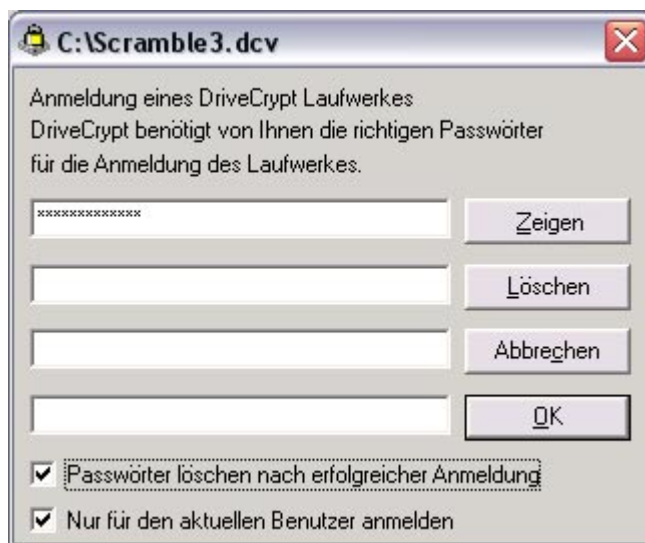 C:\Scramble3.dcv
Anmeldung eines DriveCrypt Laufwerkes
DriveCrypt benötigt von Ihnen die richtigen Passwörter
für die Anmeldung des Laufwerkes.
*************
Zeigen
Löschen
Abbrechen
OK
Passwörter löschen nach erfolgreicher Anmeldung
Nur für den aktuellen Benutzer anmelden